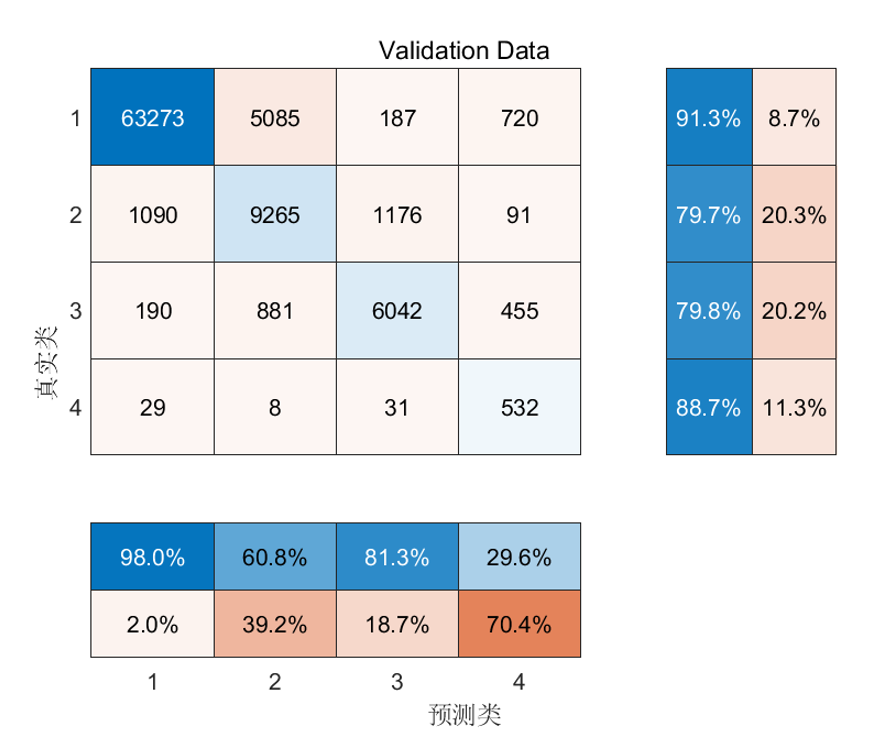 Validation Data
1 63273 5085 187 720 91.3% 8.7%
2 1090 9265 1176 91 79.7% 20.3%
3 190 881 6042 455 79.8% 20.2%
真实类
4 29 8 31 532 88.7% 11.3%
98.0% 60.8% 81.3% 29.6%
2.0% 39.2% 18.7% 70.4%
1 2 3 4
预测类